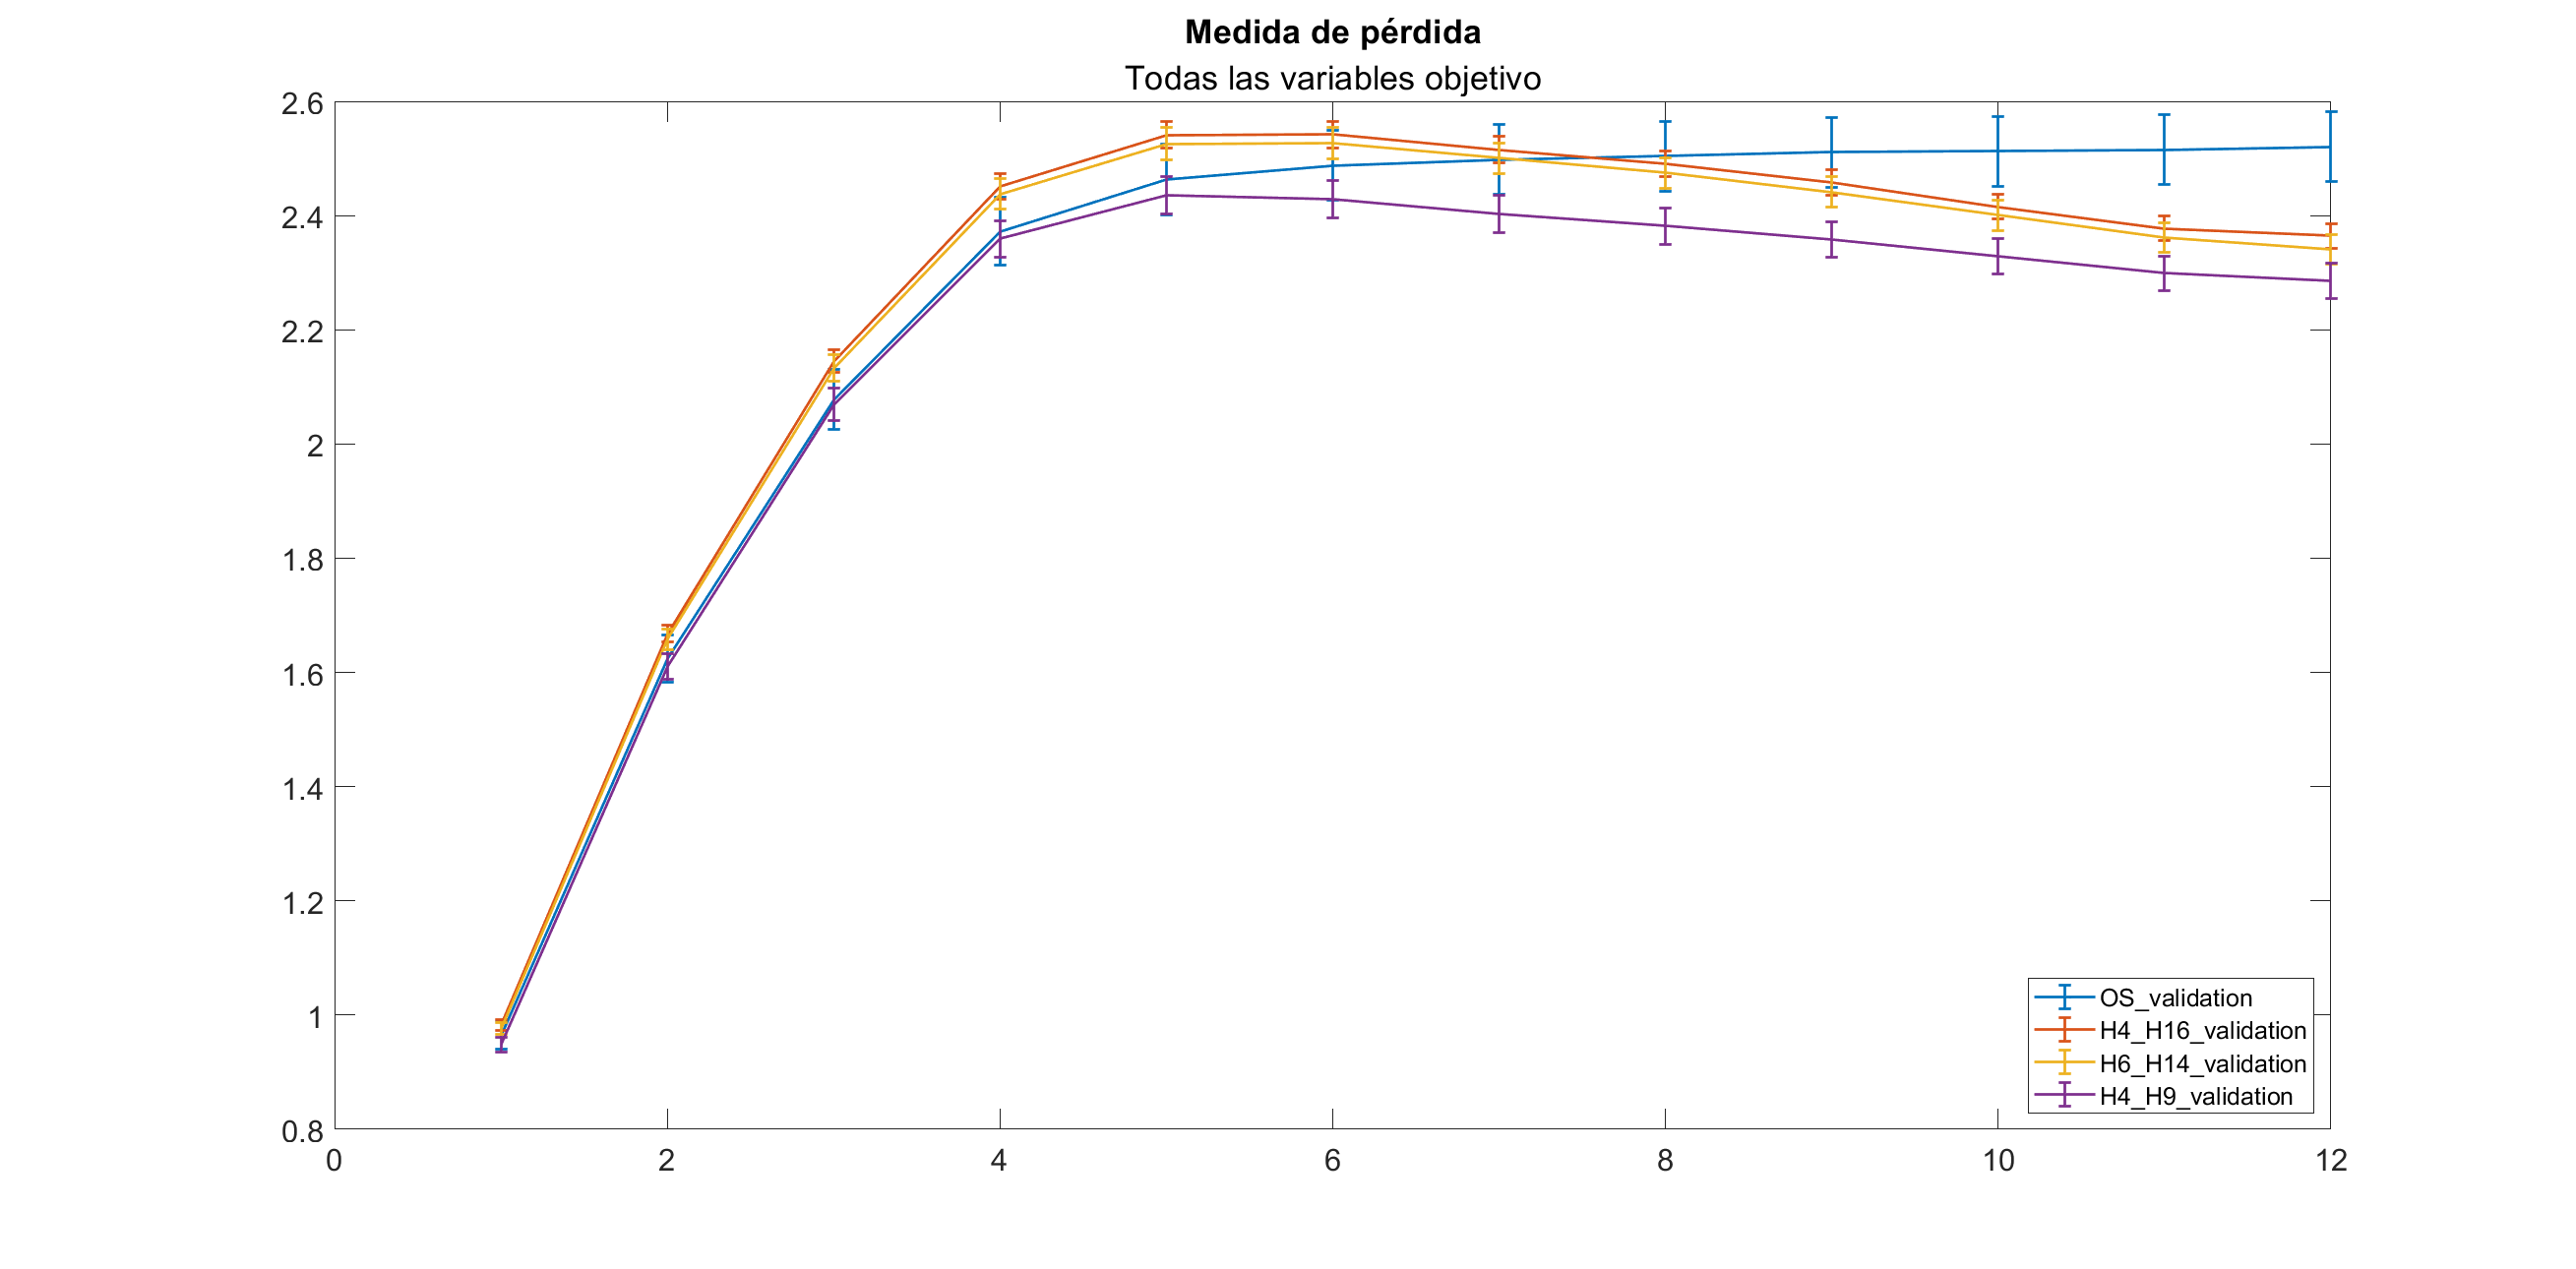 Medida de pérdida
Todas las variables objetivo
2.6
2.4
2.2
2
1.8
1.6
1.4
1.2
1
0.8
0 2 4 6 8 10 12
OS_validation
H4_H16_validation
H6_H14_validation
H4_H9_validation